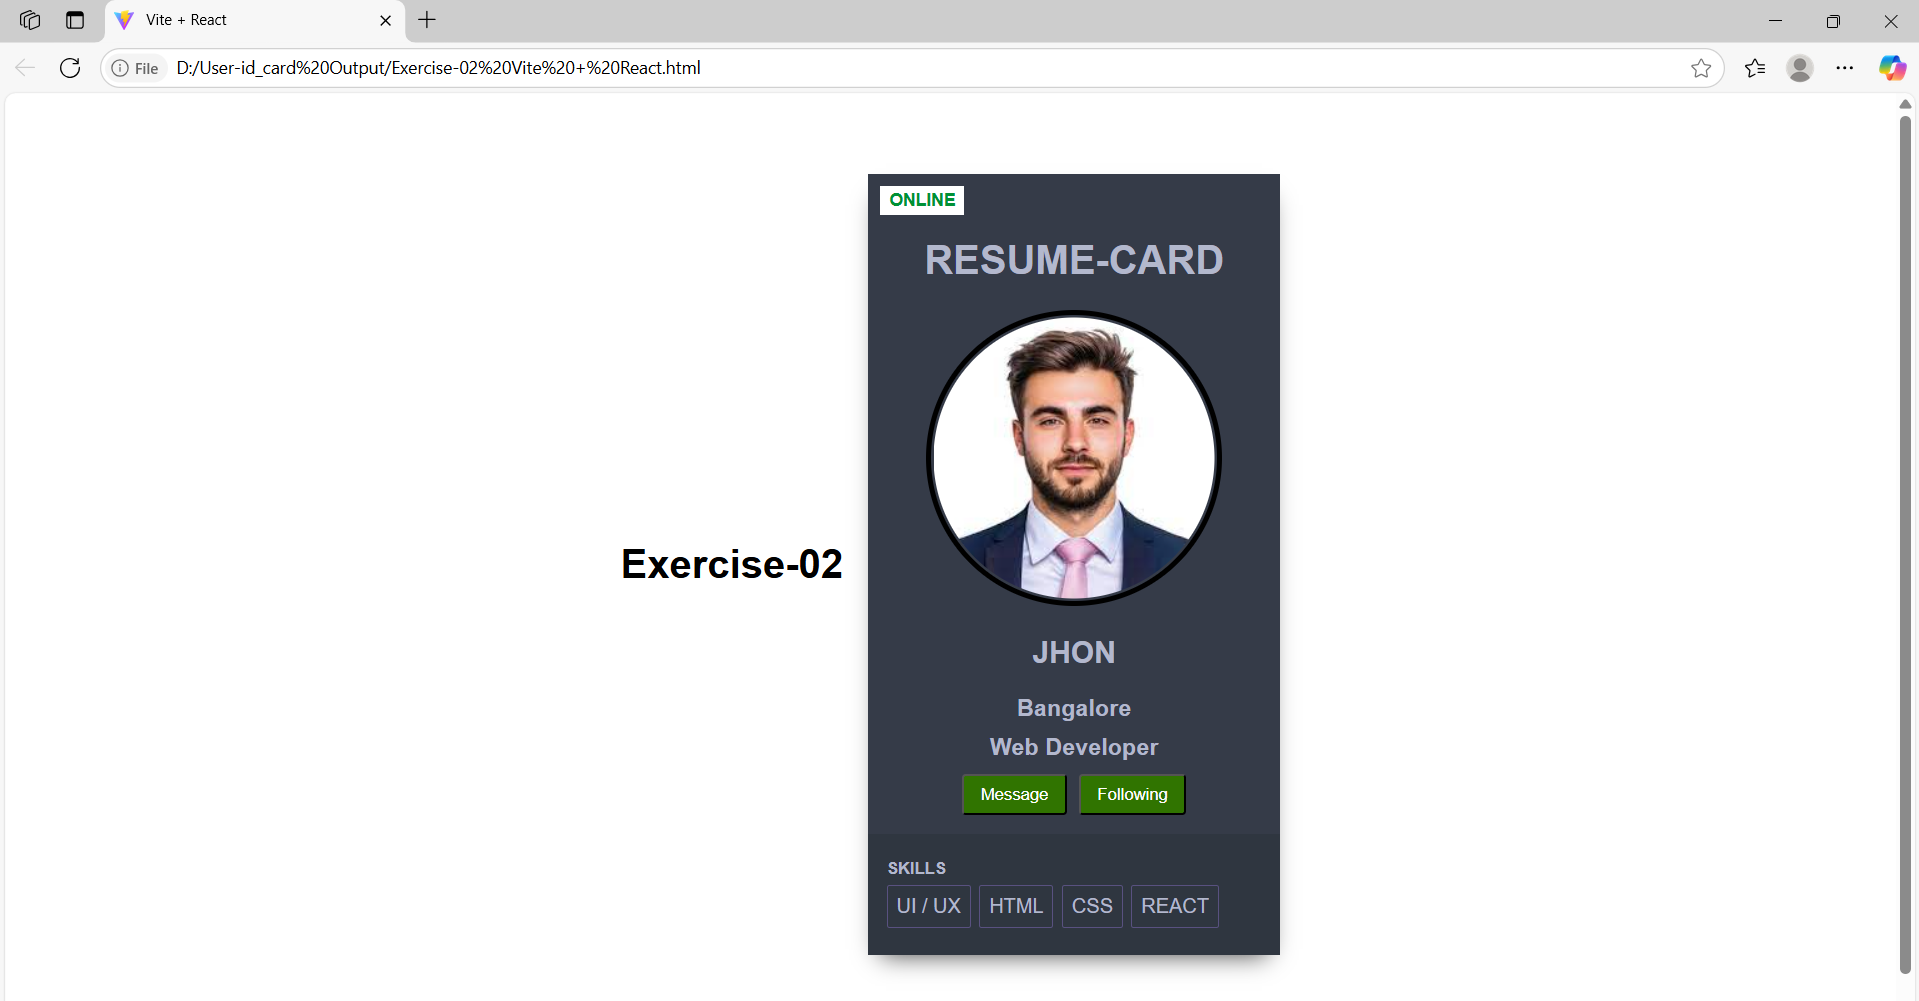 Vite + React
File D:/User-id_card%20Output/Exercise-02%20Vite%20+%20React.html
ONLINE
RESUME-CARD
Exercise-02
JHON
Bangalore
Web Developer
Message Following
SKILLS
UI / UX HTML CSS REACT